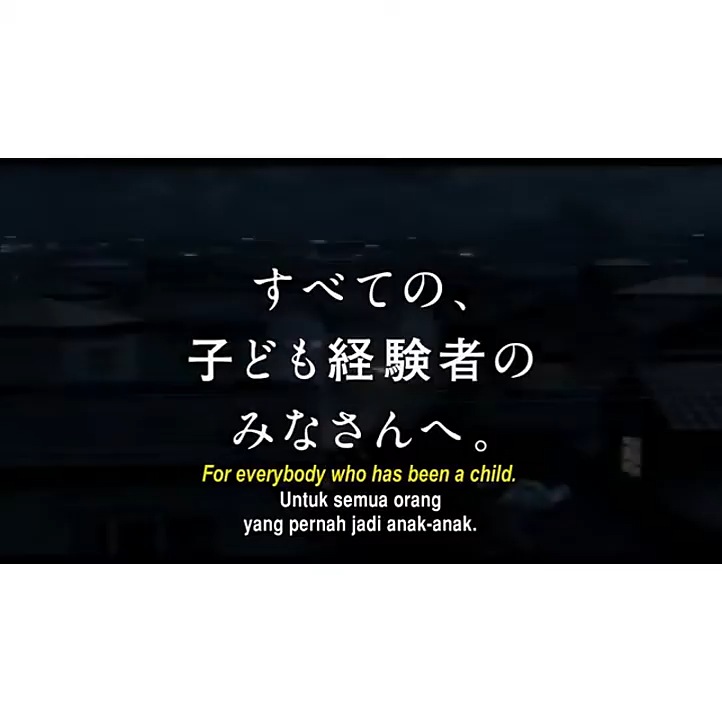 すべての、
子ども経験者の
みなさんへ。
For everybody who has been a child.
Untuk semua orang
yang pernah jadi anak-anak.